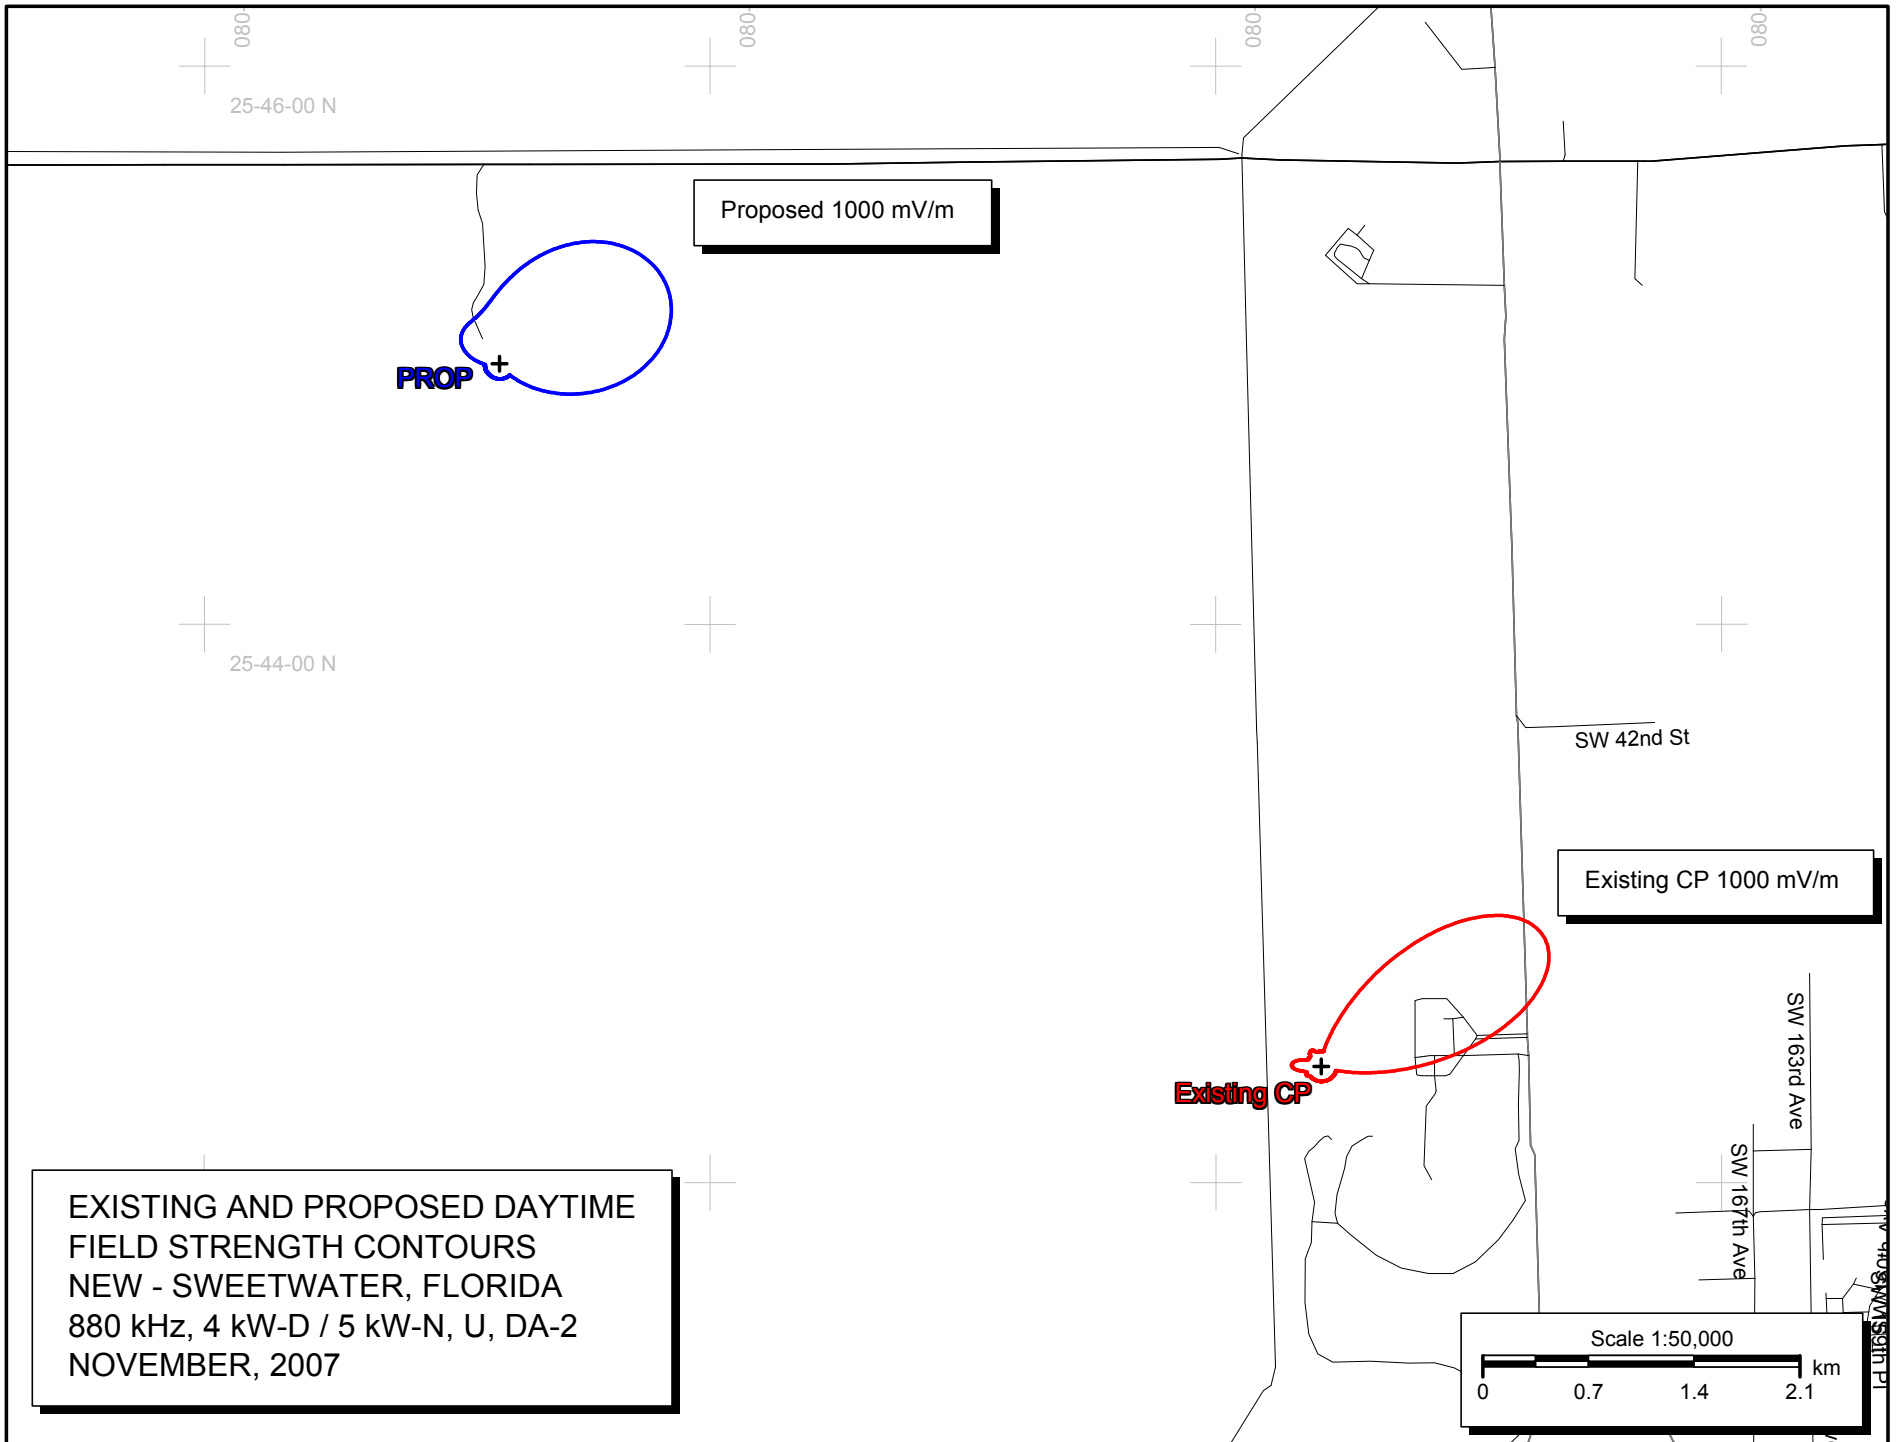 080
080
080
080
25-46-00 N
Proposed 1000 mV/m
PROP
25-44-00 N
SW 42nd St
Existing CP 1000 mV/m
Existing CP
SW 163rd Ave
SW 167th Ave
EXISTING AND PROPOSED DAYTIME
FIELD STRENGTH CONTOURS
NEW - SWEETWATER, FLORIDA
880 kHz, 4 kW-D / 5 kW-N, U, DA-2
NOVEMBER, 2007
Scale 1:50,000
km
0 0.7 1.4 2.1